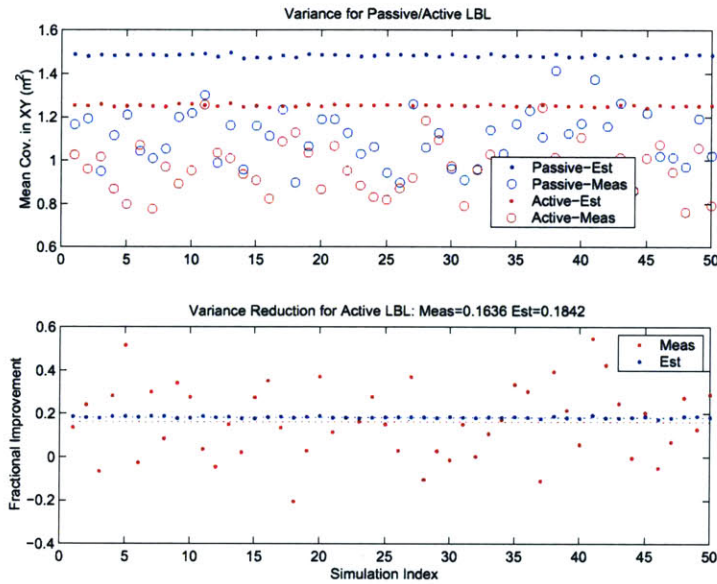 Variance for Passive/Active LBL
Mean Cov. in XY (m²)
1.6
1.4
1.2
1
0.8
0.6
Passive-Est
Passive-Meas
Active-Est
Active-Meas
0 5 10 15 20 25 30 35 40 45 50
Variance Reduction for Active LBL: Meas=0.1636 Est=0.1842
Fractional Improvement
0.6
0.4
0.2
0
-0.2
-0.4
Meas
Est
0 5 10 15 20 25 30 35 40 45 50
Simulation Index